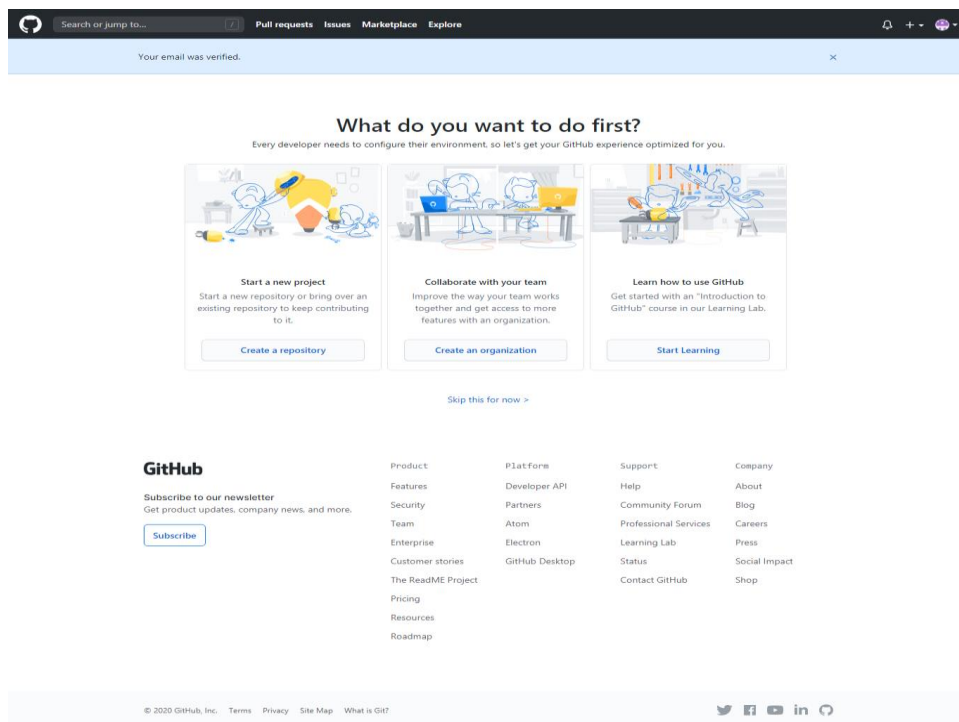 Search or jump to... /
Pull requests Issues Marketplace Explore
Your email was verified.
What do you want to do first?
Every developer needs to configure their environment, so let's get your GitHub experience optimized for you.
Start a new project
Start a new repository or bring over an
existing repository to keep contributing
to it.
Create a repository
Collaborate with your team
Improve the way your team works
together and get access to more
features with an organization.
Create an organization
Learn how to use GitHub
Get started with an "Introduction to
GitHub" course in our Learning Lab.
Start Learning
Skip this for now >
GitHub
Subscribe to our newsletter
Get product updates, company news, and more.
Subscribe
Product
Features
Security
Team
Enterprise
Customer stories
The ReadME Project
Pricing
Resources
Roadmap
Platform
Developer API
Partners
Atom
Electron
GitHub Desktop
Support
Help
Community Forum
Professional Services
Learning Lab
Status
Contact GitHub
Company
About
Blog
Careers
Press
Social Impact
Shop
© 2020 GitHub, Inc. Terms Privacy Site Map What is Git?